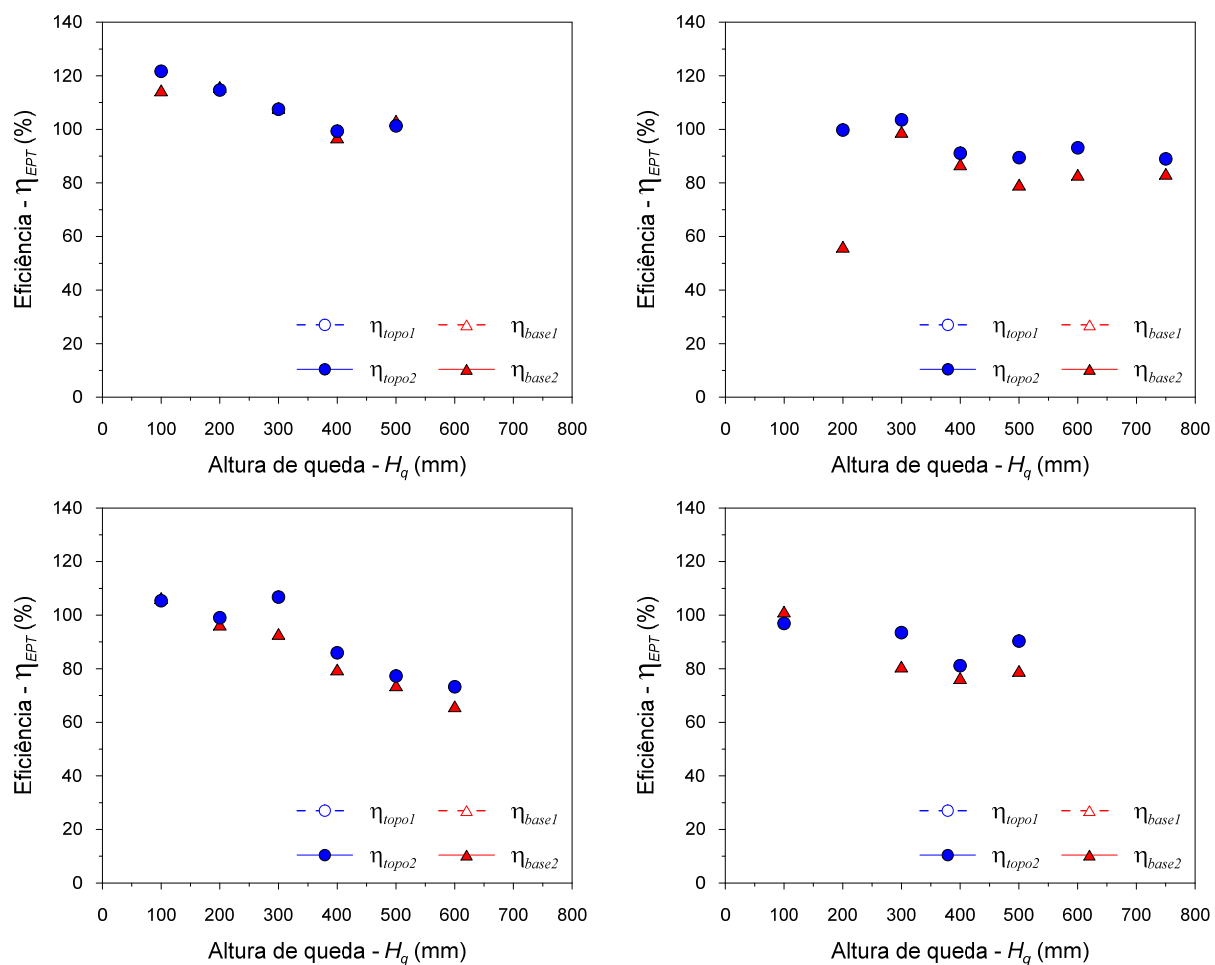 140
120
100
80
60
40
20
0
Eficiência - ηEPT (%)
ηtopo1 ηbase1
ηtopo2 ηbase2
0 100 200 300 400 500 600 700 800
Altura de queda - Hq (mm)
140
120
100
80
60
40
20
0
Eficiência - ηEPT (%)
ηtopo1 ηbase1
ηtopo2 ηbase2
0 100 200 300 400 500 600 700 800
Altura de queda - Hq (mm)
140
120
100
80
60
40
20
0
Eficiência - ηEPT (%)
ηtopo1 ηbase1
ηtopo2 ηbase2
0 100 200 300 400 500 600 700 800
Altura de queda - Hq (mm)
140
120
100
80
60
40
20
0
Eficiência - ηEPT (%)
ηtopo1 ηbase1
ηtopo2 ηbase2
0 100 200 300 400 500 600 700 800
Altura de queda - Hq (mm)